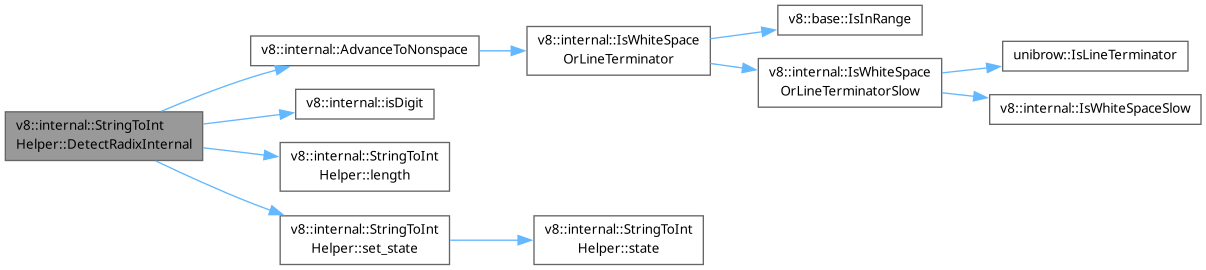 v8::internal::StringToInt
Helper::DetectRadixInternal
v8::internal::AdvanceToNonspace
v8::internal::IsWhiteSpace
OrLineTerminator
v8::base::IsInRange
v8::internal::IsWhiteSpace
OrLineTerminatorSlow
unibrow::IsLineTerminator
v8::internal::IsWhiteSpaceSlow
v8::internal::isDigit
v8::internal::StringToInt
Helper::length
v8::internal::StringToInt
Helper::set_state
v8::internal::StringToInt
Helper::state